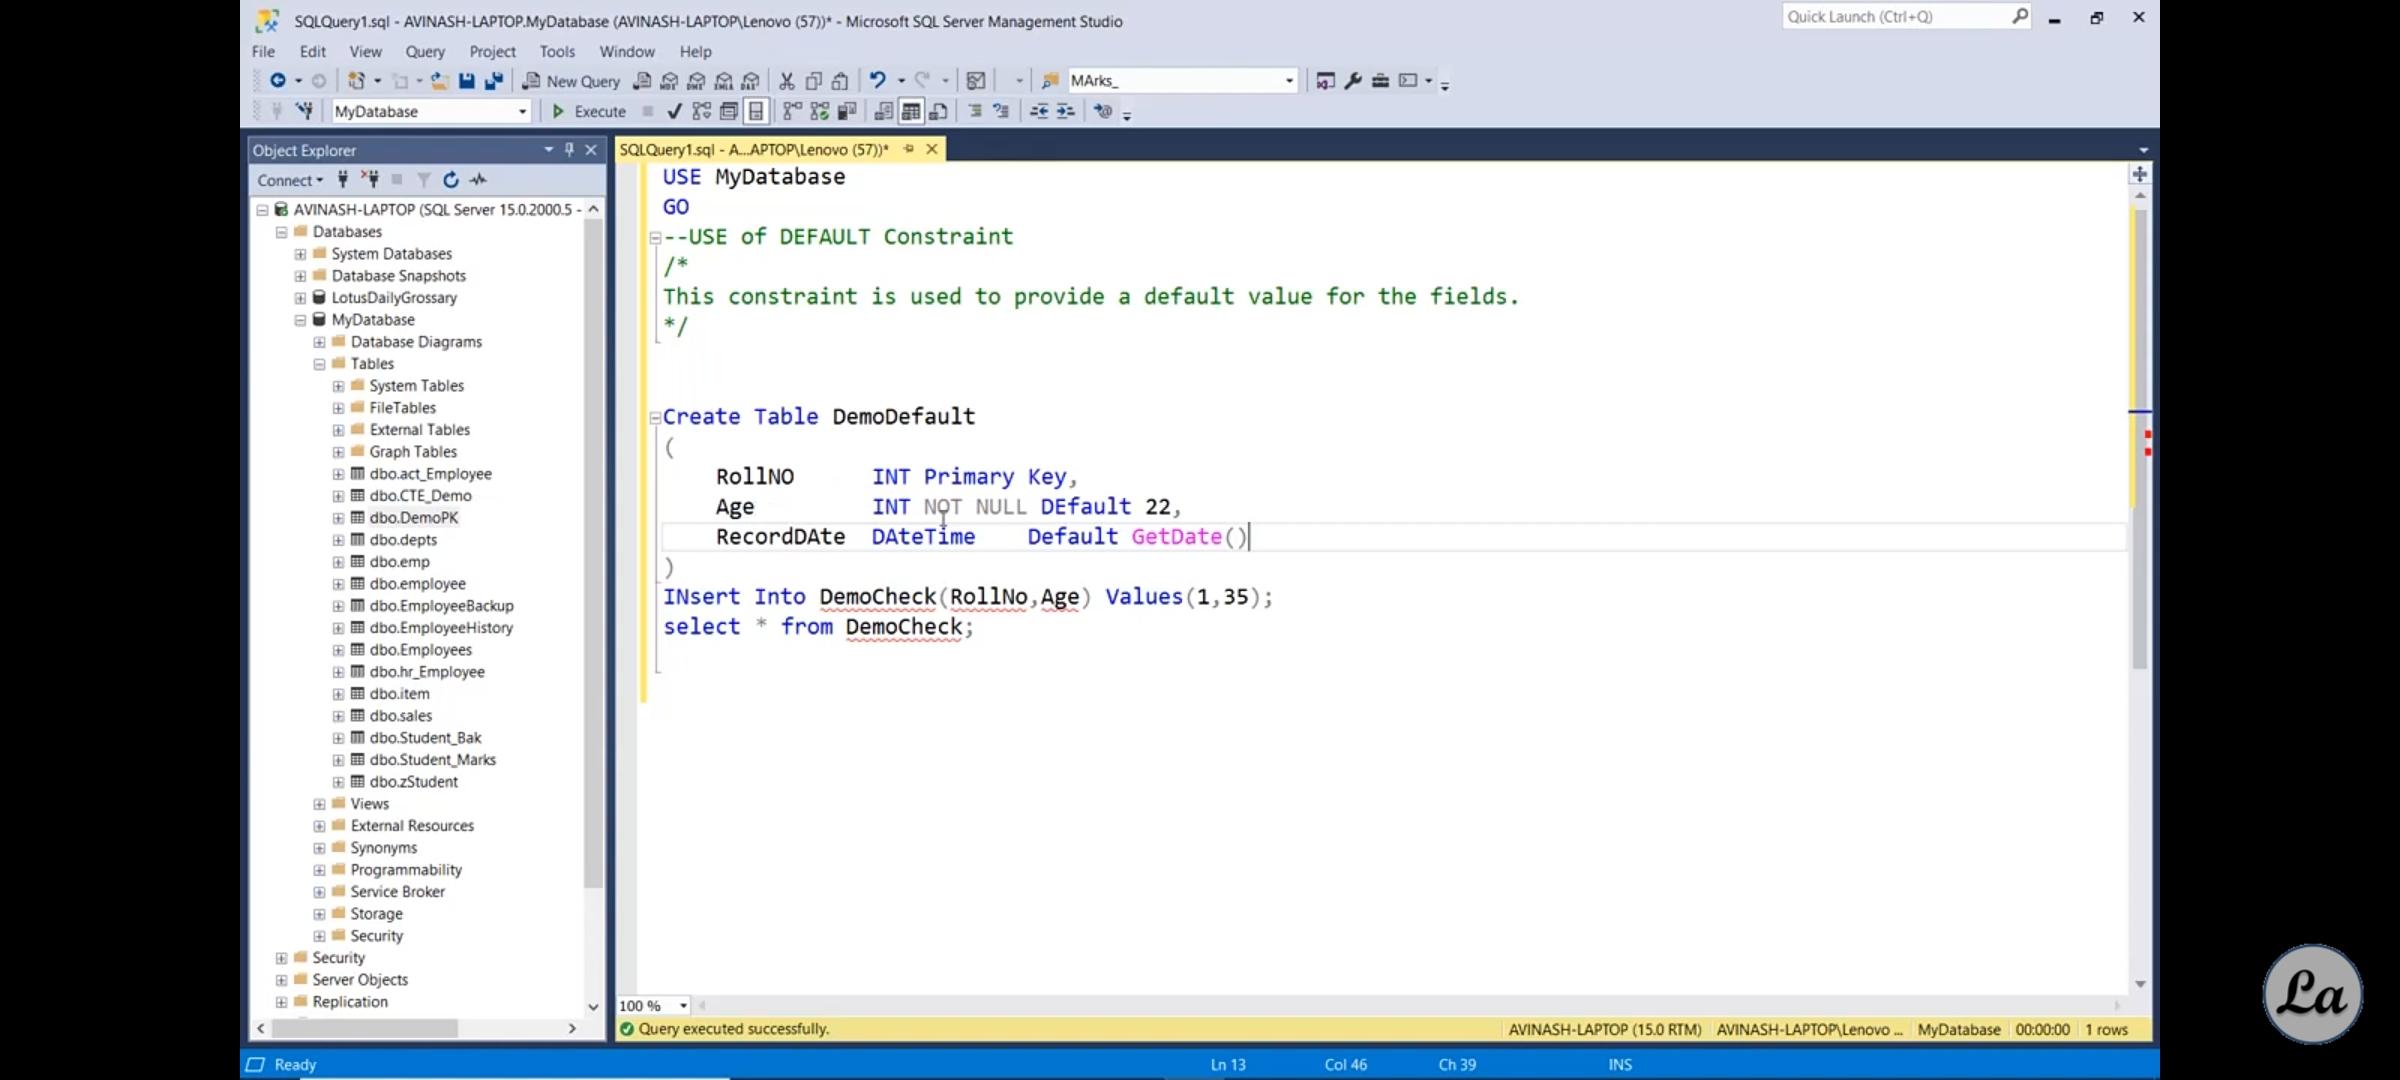 SQLQuery1.sql - AVINASH-LAPTOP.MyDatabase (AVINASH-LAPTOP\Lenovo (57))* - Microsoft SQL Server Management Studio
Quick Launch (Ctrl+Q)
File Edit View Query Project Tools Window Help
New Query
MArks_
MyDatabase
Execute
Object Explorer
SQLQuery1.sql - A...APTOP\Lenovo (57))*
Connect
AVINASH-LAPTOP (SQL Server 15.0.2000.5 -
Databases
System Databases
Database Snapshots
LotusDailyGrossary
MyDatabase
Database Diagrams
Tables
System Tables
FileTables
External Tables
Graph Tables
dbo.act_Employee
dbo.CTE_Demo
dbo.DemoPK
dbo.depts
dbo.emp
dbo.employee
dbo.EmployeeBackup
dbo.EmployeeHistory
dbo.Employees
dbo.hr_Employee
dbo.item
dbo.sales
dbo.Student_Bak
dbo.Student_Marks
dbo.zStudent
Views
External Resources
Synonyms
Programmability
Service Broker
Storage
Security
Security
Server Objects
Replication
USE MyDatabase
GO
--USE of DEFAULT Constraint
/*
This constraint is used to provide a default value for the fields.
*/
Create Table DemoDefault
(
RollNO INT Primary Key,
Age INT NOT NULL DEfault 22,
RecordDAte DAteTime Default GetDate()
)
INsert Into DemoCheck(RollNo,Age) Values(1,35);
select * from DemoCheck;
100 %
Query executed successfully.
AVINASH-LAPTOP (15.0 RTM) AVINASH-LAPTOP\Lenovo ... MyDatabase 00:00:00 1 rows
Ready
Ln 13 Col 46 Ch 39 INS
La